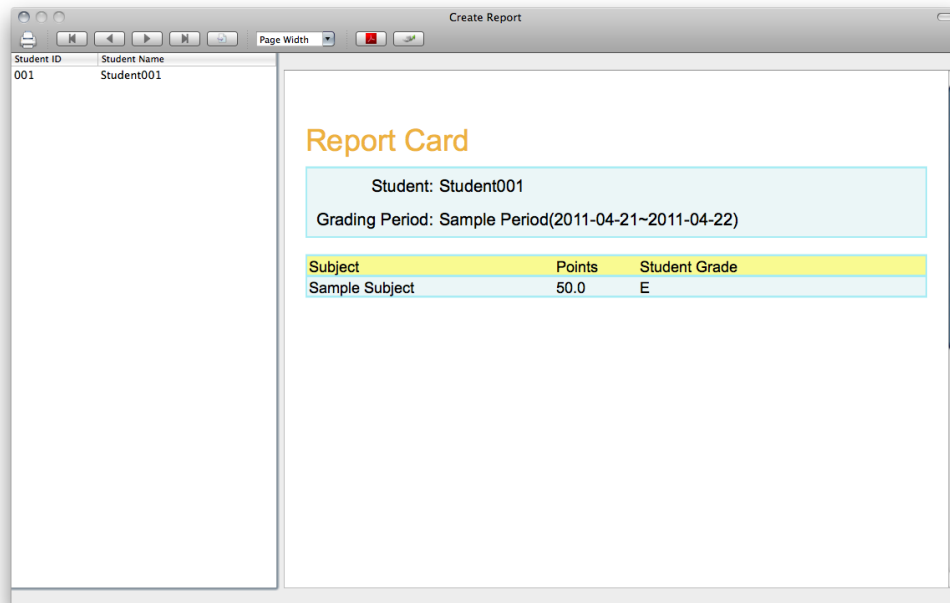 Create Report
Page Width
Student ID Student Name
001 Student001
Report Card
Student: Student001
Grading Period: Sample Period(2011-04-21~2011-04-22)
Subject Points Student Grade
Sample Subject 50.0 E